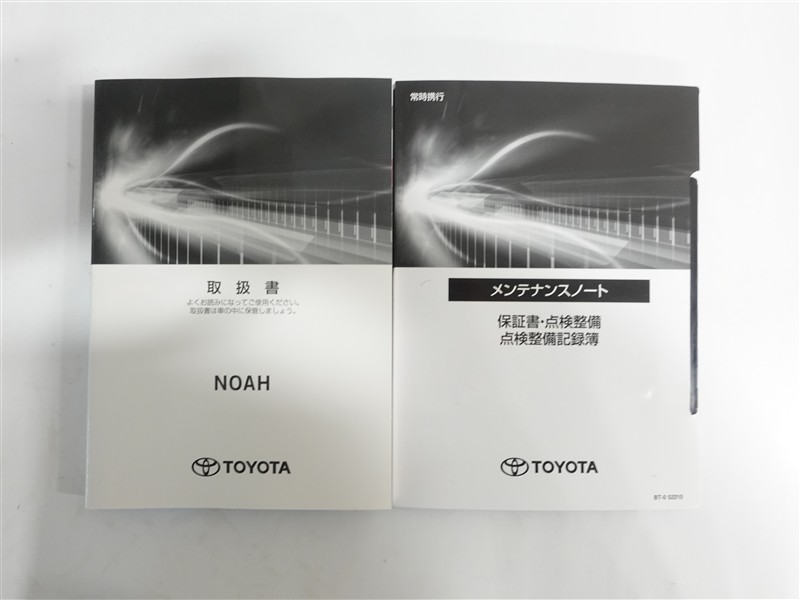 取扱書
よくお読みになってご使用ください。
取扱書は車の中に保管しましょう。
NOAH
TOYOTA
常時携行
メンテナンスノート
保証書・点検整備
点検整備記録簿
TOYOTA